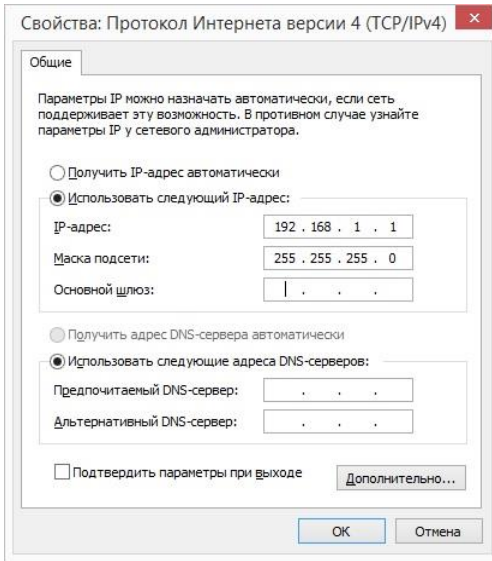 Свойства: Протокол Интернета версии 4 (TCP/IPv4)
Общие
Параметры IP можно назначать автоматически, если сеть
поддерживает эту возможность. В противном случае узнайте
параметры IP у сетевого администратора.
Получить IP-адрес автоматически
Использовать следующий IP-адрес:
IP-адрес: 192 . 168 . 1 . 1
Маска подсети: 255 . 255 . 255 . 0
Основной шлюз: . . .
Получить адрес DNS-сервера автоматически
Использовать следующие адреса DNS-серверов:
Предпочитаемый DNS-сервер: . . .
Альтернативный DNS-сервер: . . .
Подтвердить параметры при выходе
Дополнительно...
ОК Отмена